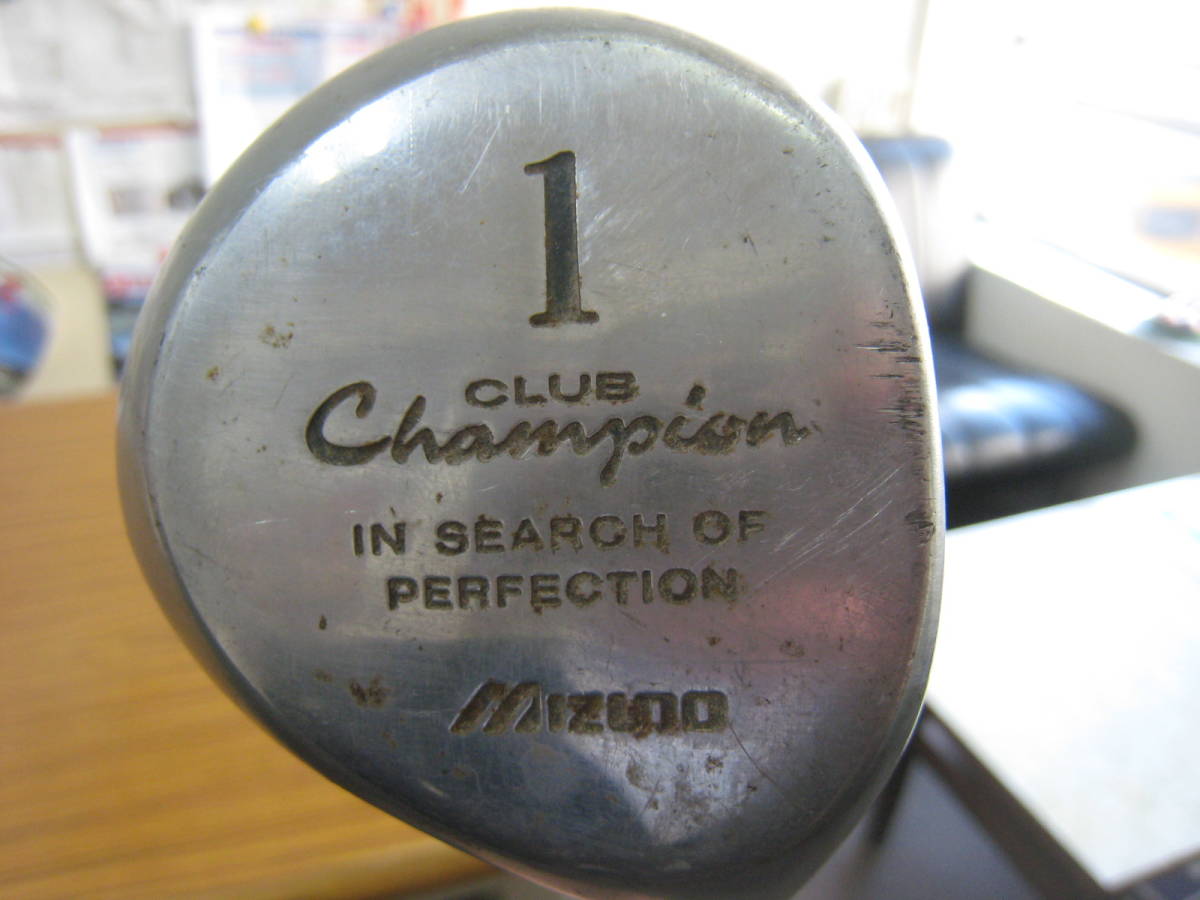 1
CLUB
Champion
IN SEARCH OF
PERFECTION
MIZUNO